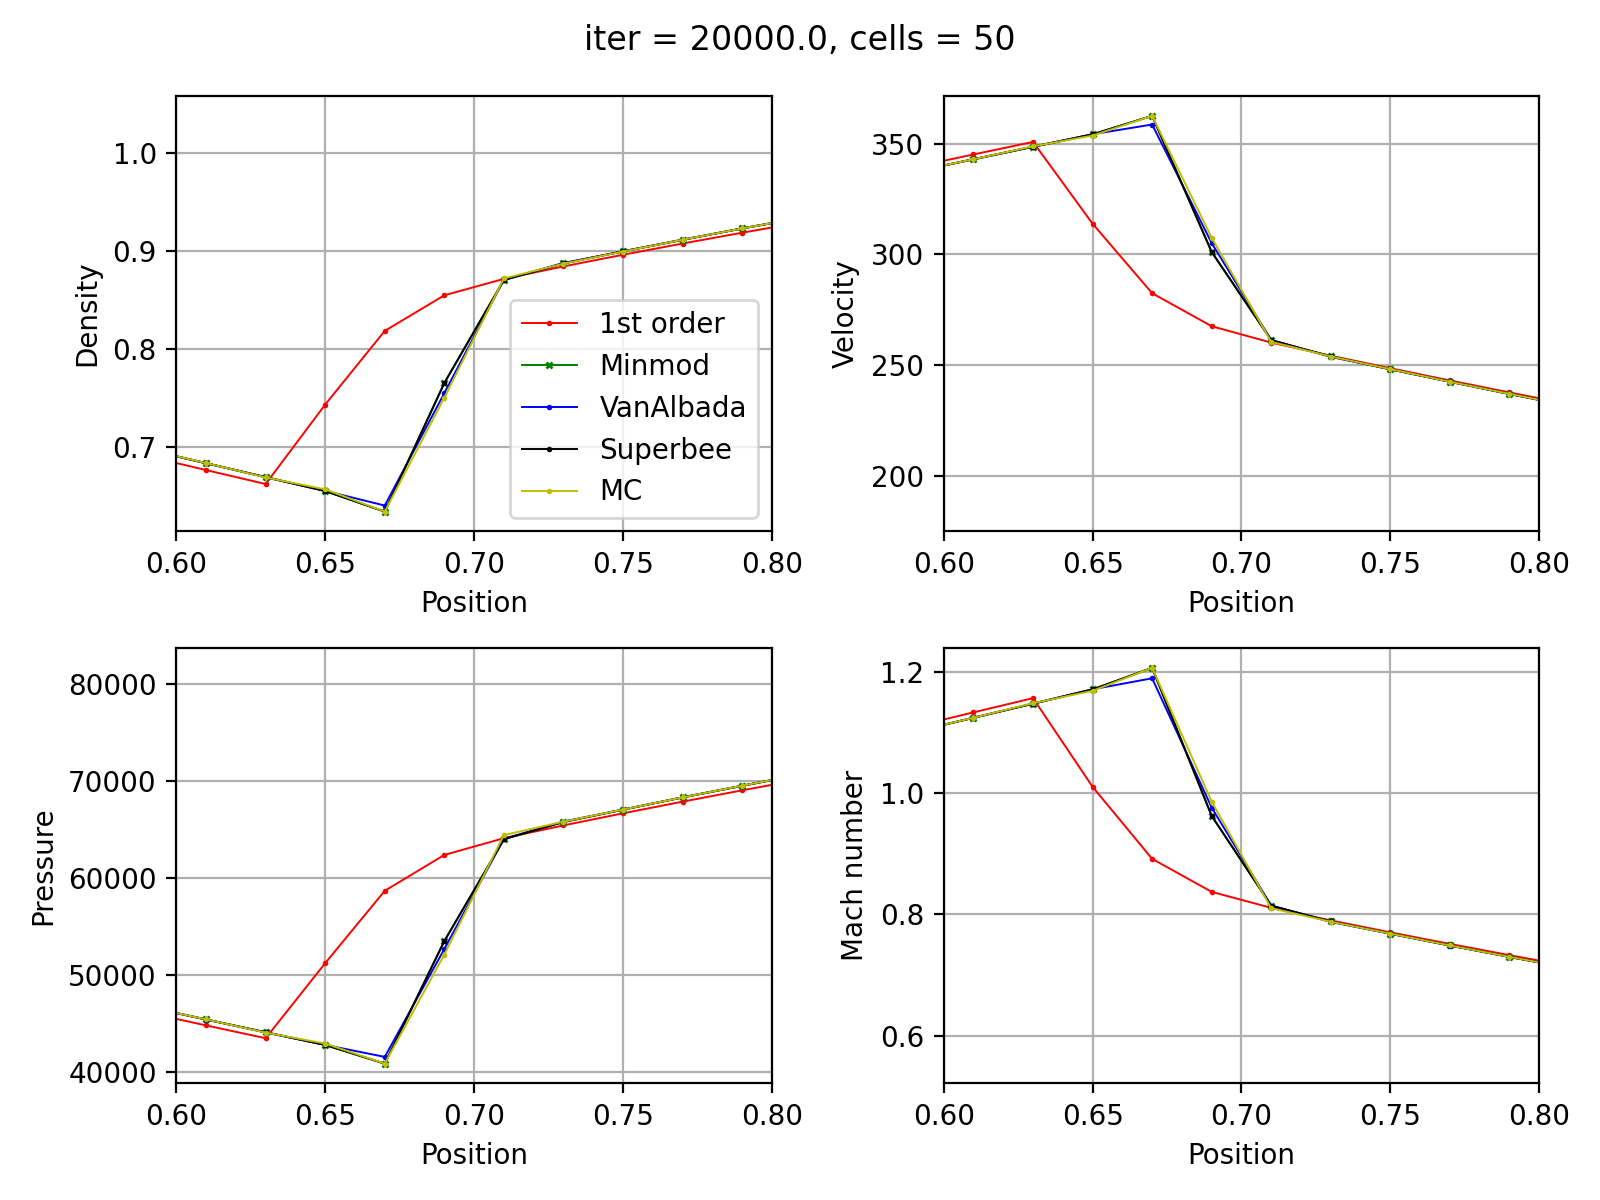 iter = 20000.0, cells = 50
Density
1.0
0.9
0.8
0.7
0.60 0.65 0.70 0.75 0.80
Position
1st order
Minmod
VanAlbada
Superbee
MC
Velocity
350
300
250
200
0.60 0.65 0.70 0.75 0.80
Position
Pressure
80000
70000
60000
50000
40000
0.60 0.65 0.70 0.75 0.80
Position
Mach number
1.2
1.0
0.8
0.6
0.60 0.65 0.70 0.75 0.80
Position